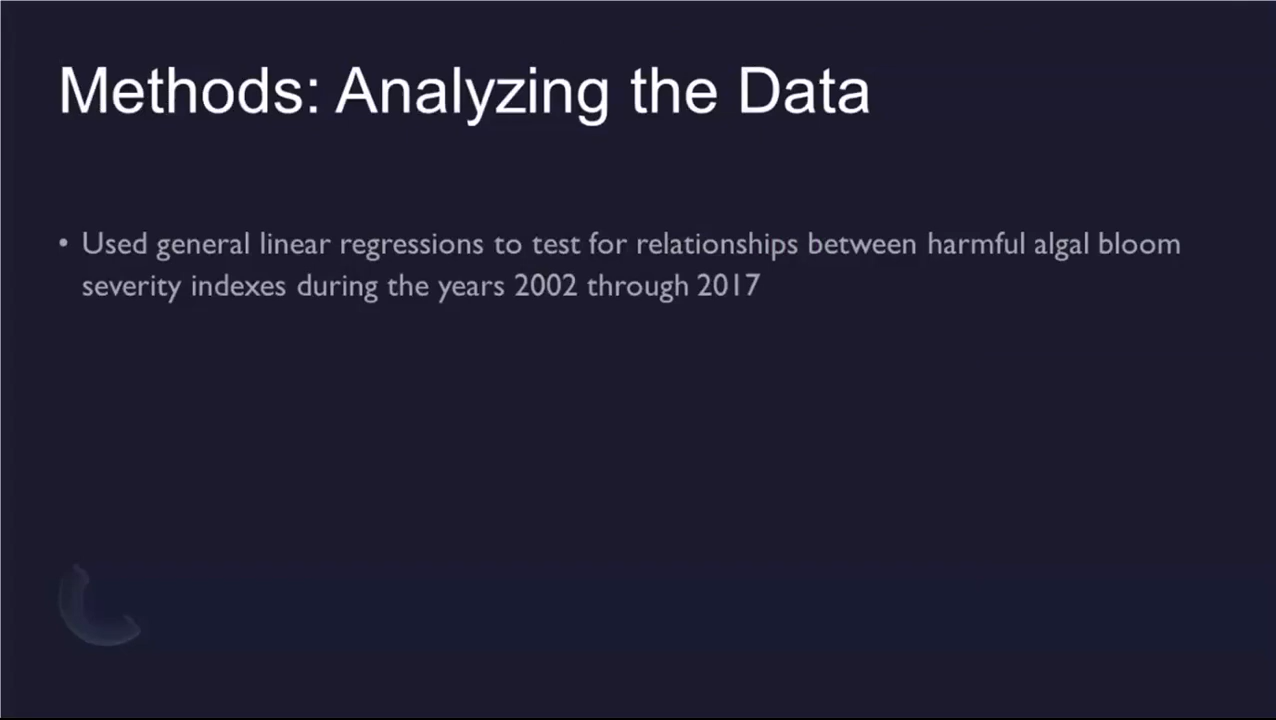 Methods: Analyzing the Data
• Used general linear regressions to test for relationships between harmful algal bloom
severity indexes during the years 2002 through 2017